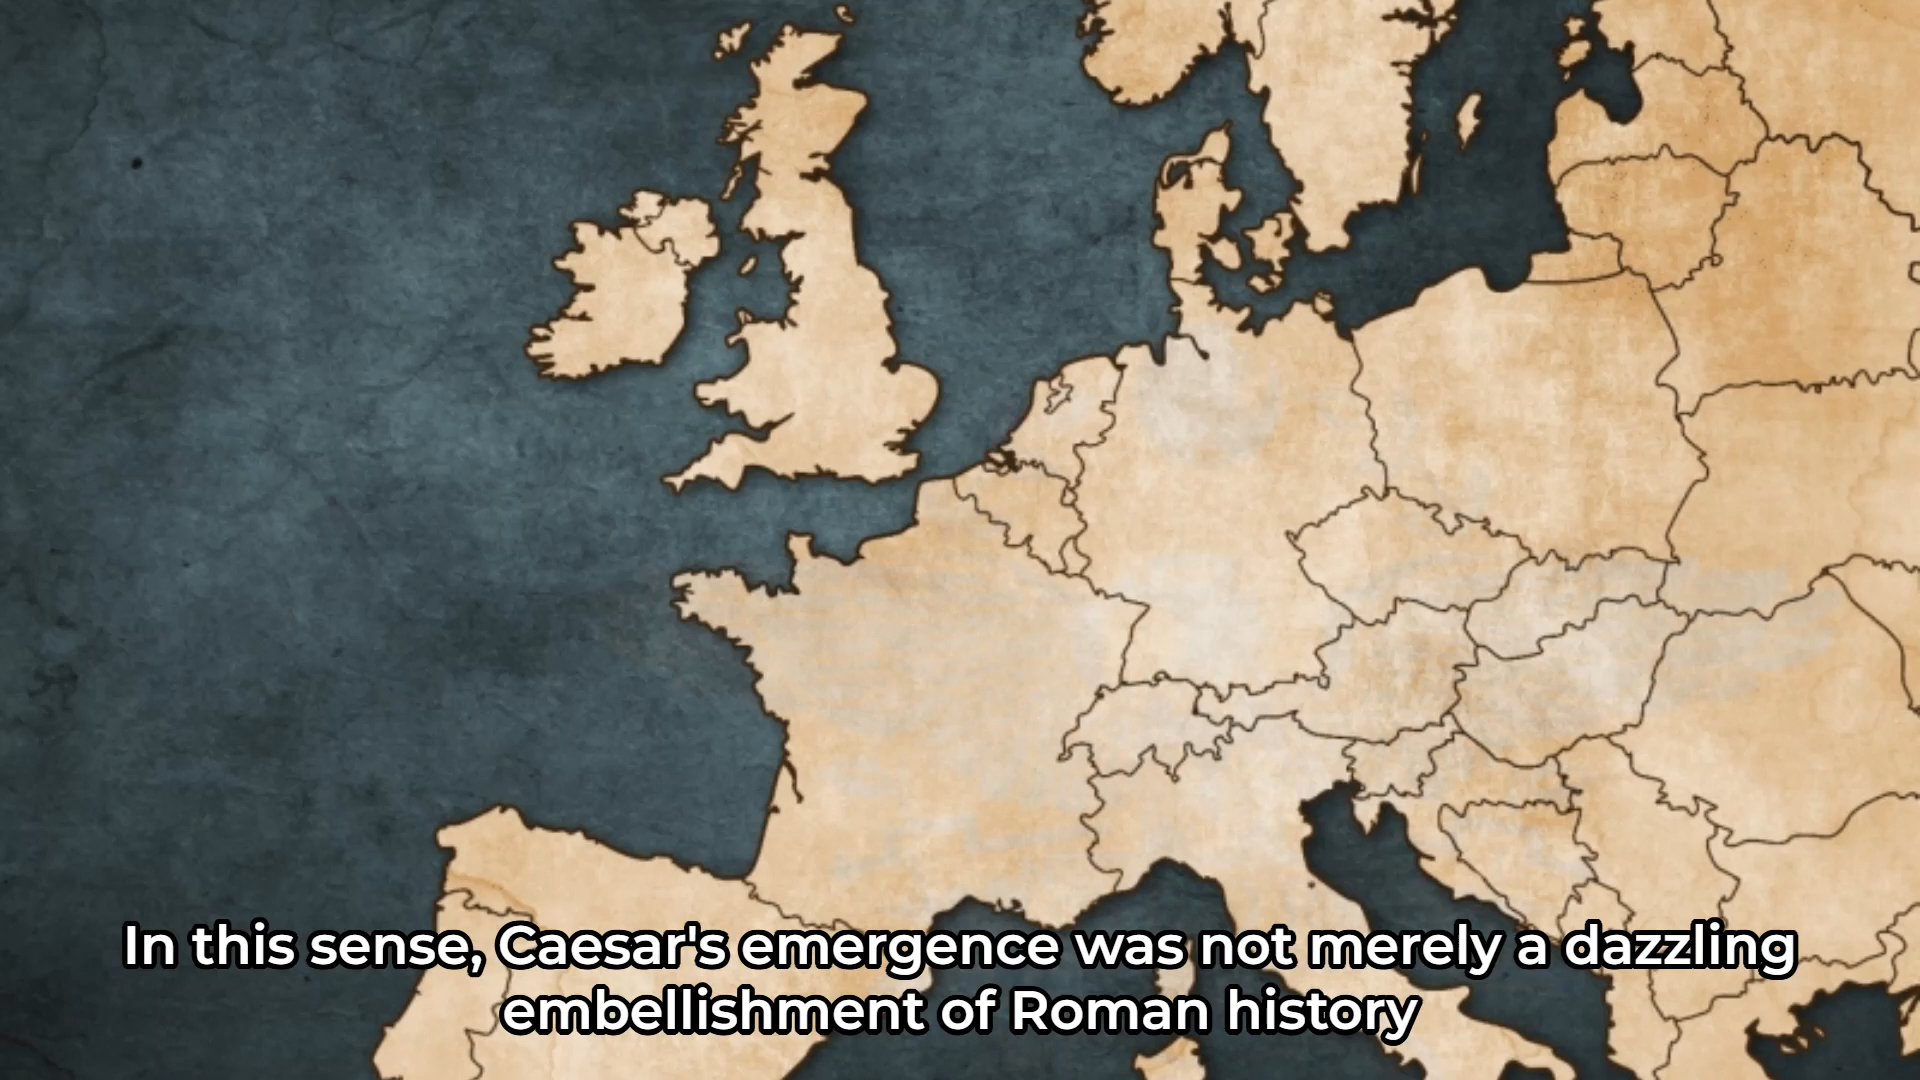 In this sense, Caesar's emergence was not merely a dazzling
embellishment of Roman history